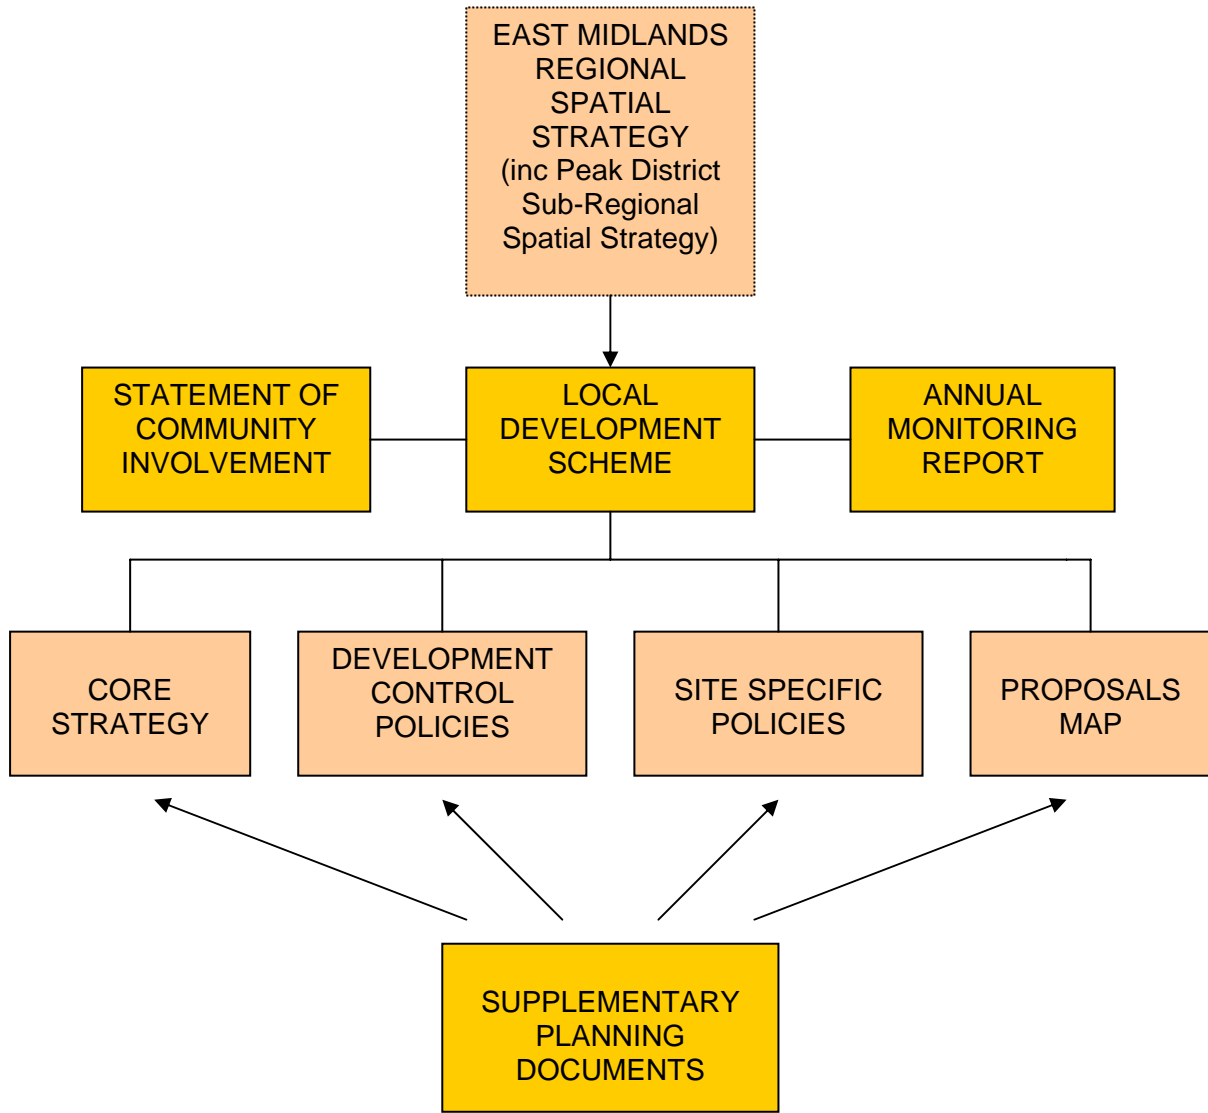 EAST MIDLANDS
REGIONAL
SPATIAL
STRATEGY
(inc Peak District
Sub-Regional
Spatial Strategy)
STATEMENT OF
COMMUNITY
INVOLVEMENT
LOCAL
DEVELOPMENT
SCHEME
ANNUAL
MONITORING
REPORT
CORE
STRATEGY
DEVELOPMENT
CONTROL
POLICIES
SITE SPECIFIC
POLICIES
PROPOSALS
MAP
SUPPLEMENTARY
PLANNING
DOCUMENTS